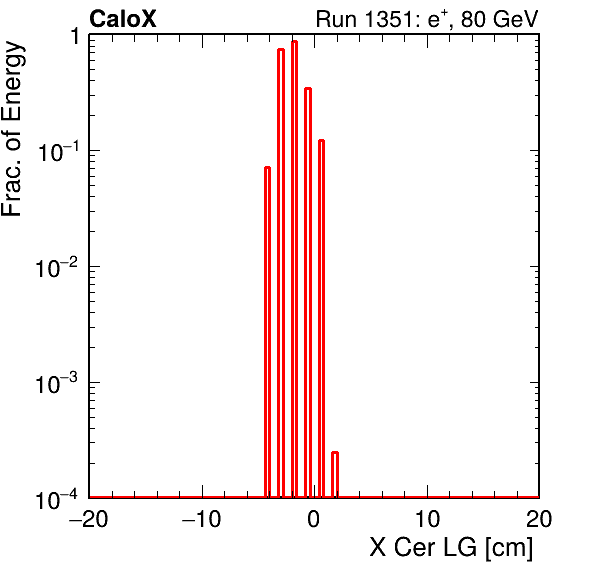 CaloX Run 1351: e⁺, 80 GeV
Frac. of Energy
1
10⁻¹
10⁻²
10⁻³
10⁻⁴
−20 −10 0 10 20
X Cer LG [cm]